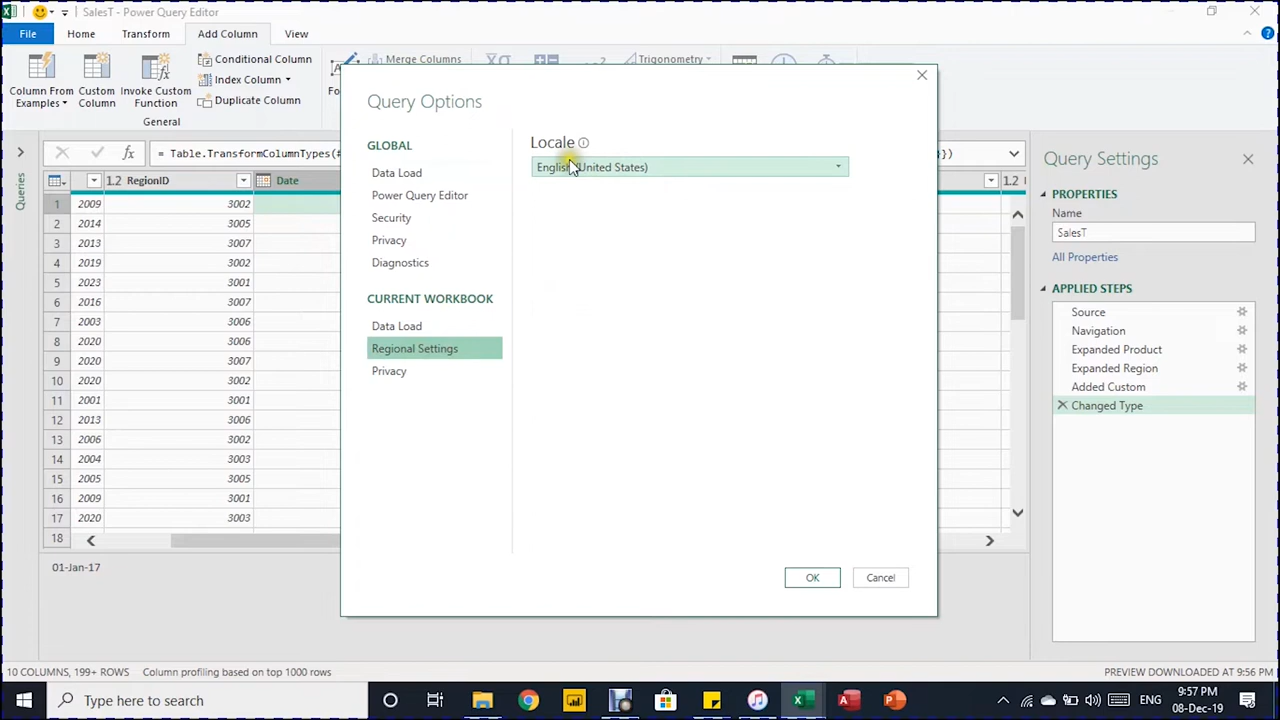 SalesT - Power Query Editor
File
Home
Transform
Add Column
View
Column From
Examples
Custom
Column
Invoke Custom
Function
Conditional Column
Index Column
Duplicate Column
General
Merge Columns
Trigonometry
Query Options
GLOBAL
Data Load
Power Query Editor
Security
Privacy
Diagnostics
CURRENT WORKBOOK
Data Load
Regional Settings
Privacy
Locale
English (United States)
OK
Cancel
Queries
fx
= Table.TransformColumnTypes(#
})
1.2 RegionID
Date
1.2
1 2009 3002
2 2014 3005
3 2013 3007
4 2019 3002
5 2023 3001
6 2016 3007
7 2003 3006
8 2020 3006
9 2020 3007
10 2020 3002
11 2001 3001
12 2013 3006
13 2006 3002
14 2004 3003
15 2005 3005
16 2009 3001
17 2020 3003
18
01-Jan-17
Query Settings
PROPERTIES
Name
SalesT
All Properties
APPLIED STEPS
Source
Navigation
Expanded Product
Expanded Region
Added Custom
Changed Type
10 COLUMNS, 199+ ROWS
Column profiling based on top 1000 rows
PREVIEW DOWNLOADED AT 9:56 PM
Type here to search
ENG
9:57 PM
08-Dec-19